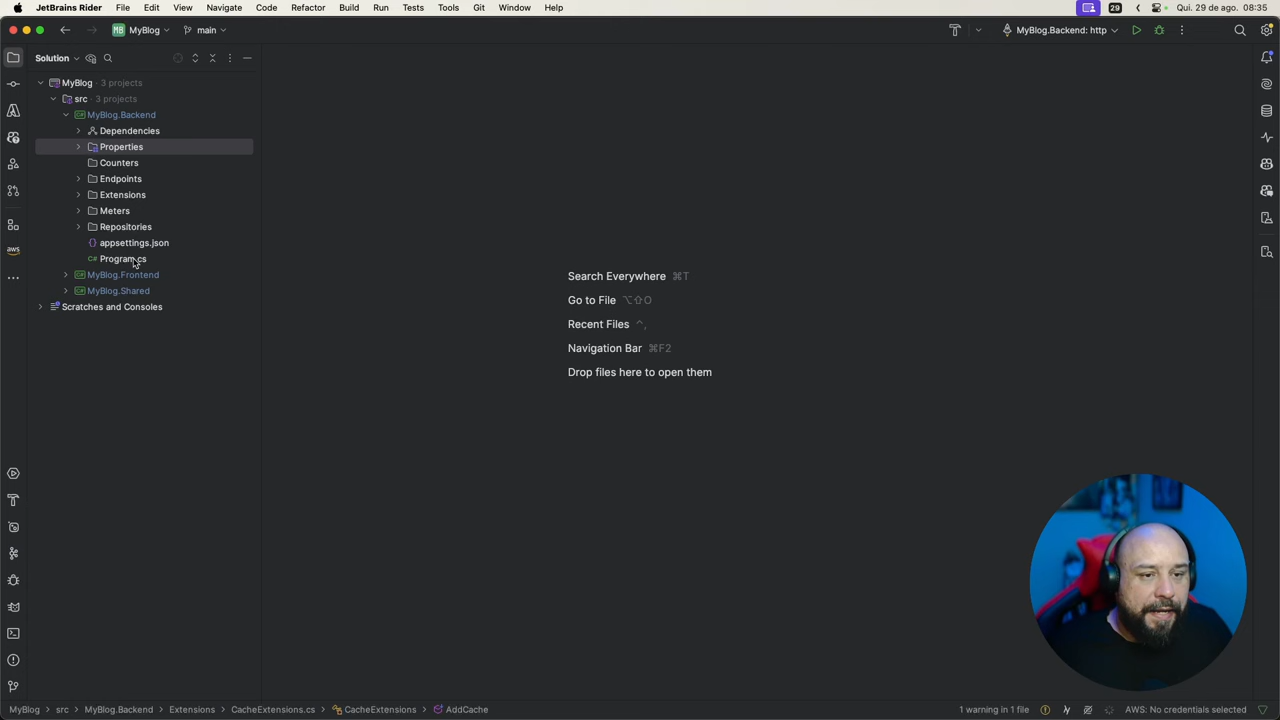 JetBrains Rider File Edit View Navigate Code Refactor Build Run Tests Tools Git Window Help 29 Qui. 29 de ago. 08:35
MB MyBlog main MyBlog.Backend: http
Solution
MyBlog · 3 projects
src · 3 projects
C# MyBlog.Backend
Dependencies
Properties
Counters
Endpoints
Extensions
Meters
Repositories
{} appsettings.json
C# Program.cs
C# MyBlog.Frontend
C# MyBlog.Shared
Scratches and Consoles
aws
Search Everywhere ⌘T
Go to File ⌥⇧O
Recent Files ⌃,
Navigation Bar ⌘F2
Drop files here to open them
MyBlog › src › MyBlog.Backend › Extensions › CacheExtensions.cs › CacheExtensions › AddCache 1 warning in 1 file AWS: No credentials selected